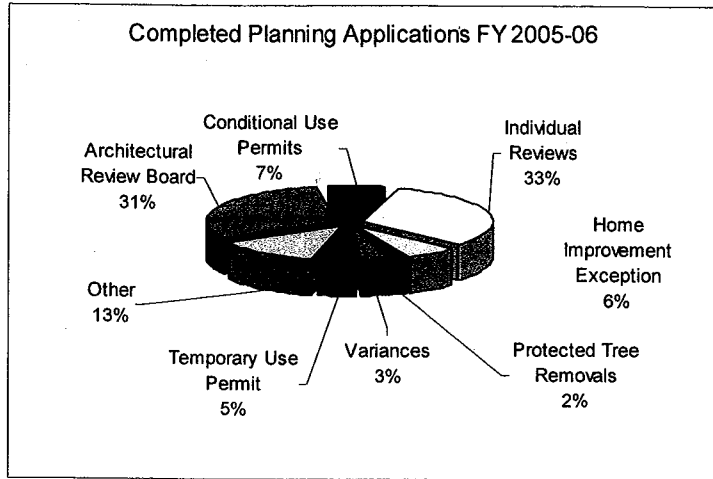 Completed Planning Applications FY 2005-06
Conditional Use
Permits
7%
Individual
Reviews
33%
Architectural
Review Board
31%
Home
Improvement
Exception
6%
Other
13%
Temporary Use
Permit
5%
Variances
3%
Protected Tree
Removals
2%